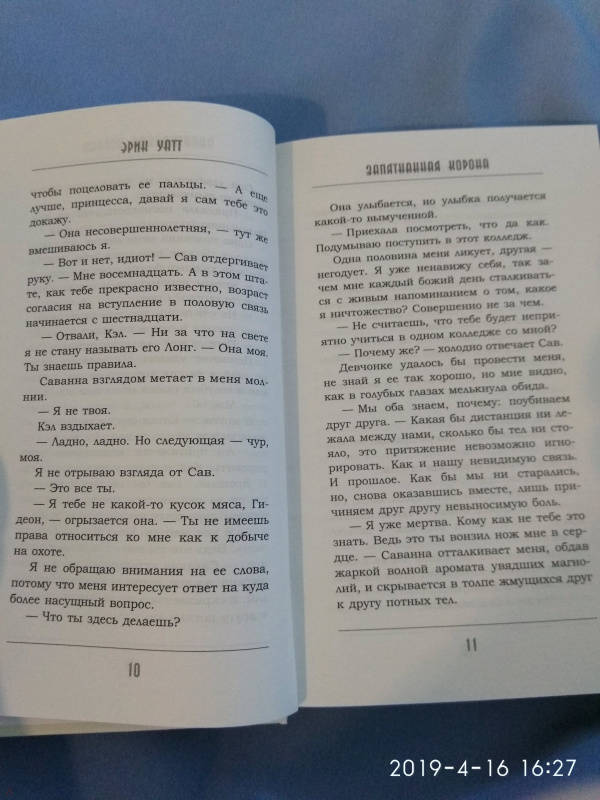 ЭРИН УАТТ
чтобы поцеловать ее пальцы. — А еще
лучше, принцесса, давай я сам тебе это
докажу.
— Она несовершеннолетняя, — тут же
вмешиваюсь я.
— Вот и нет, идиот! — Сав отдергивает
руку. — Мне восемнадцать. А в этом шта-
те, как тебе прекрасно известно, возраст
согласия на вступление в половую связь
начинается с шестнадцати.
— Отвали, Кэл. — Ни за что на свете
я не стану называть его Лонг. — Она моя.
Ты знаешь правила.
Саванна взглядом метает в меня мол-
нии.
— Я не твоя.
Кэл вздыхает.
— Ладно, ладно. Но следующая — чур,
моя.
Я не отрываю взгляда от Сав.
— Это все ты.
— Я тебе не какой-то кусок мяса, Ги-
деон, — огрызается она. — Ты не имеешь
права относиться ко мне как к добыче
на охоте.
Я не обращаю внимания на ее слова,
потому что меня интересует ответ на куда
более насущный вопрос.
— Что ты здесь делаешь?
10
ЗАПЯТНАННАЯ КОРОНА
Она улыбается, но улыбка получается
какой-то вымученной.
— Приехала посмотреть, что да как.
Подумываю поступить в этот колледж.
Одна половина меня ликует, другая —
негодует. Я уже ненавижу себя, так за-
чем мне каждый божий день сталкивать-
ся с живым напоминанием о том, какое
я ничтожество? Совершенно не за чем.
— Не считаешь, что тебе будет непри-
ятно учиться в одном колледже со мной?
— Почему же? — холодно отвечает Сав.
Девчонке удалось бы провести меня,
не знай я ее так хорошо, но мне видно,
как в голубых глазах мелькнула обида.
— Мы оба знаем, почему: поубиваем
друг друга. — Какая бы дистанция ни ле-
жала между нами, сколько бы тел ни сто-
яло, это притяжение невозможно игно-
рировать. Как и нашу невидимую связь.
И прошлое. Как бы мы ни старались,
но, снова оказавшись вместе, лишь при-
чиняем друг другу невыносимую боль.
— Я уже мертва. Кому как не тебе это
знать. Ведь это ты вонзил нож мне в сер-
дце. — Саванна отталкивает меня, обдав
жаркой волной аромата увядших магно-
лий, и скрывается в толпе жмущихся друг
к другу потных тел.
11
2019-4-16 16:27